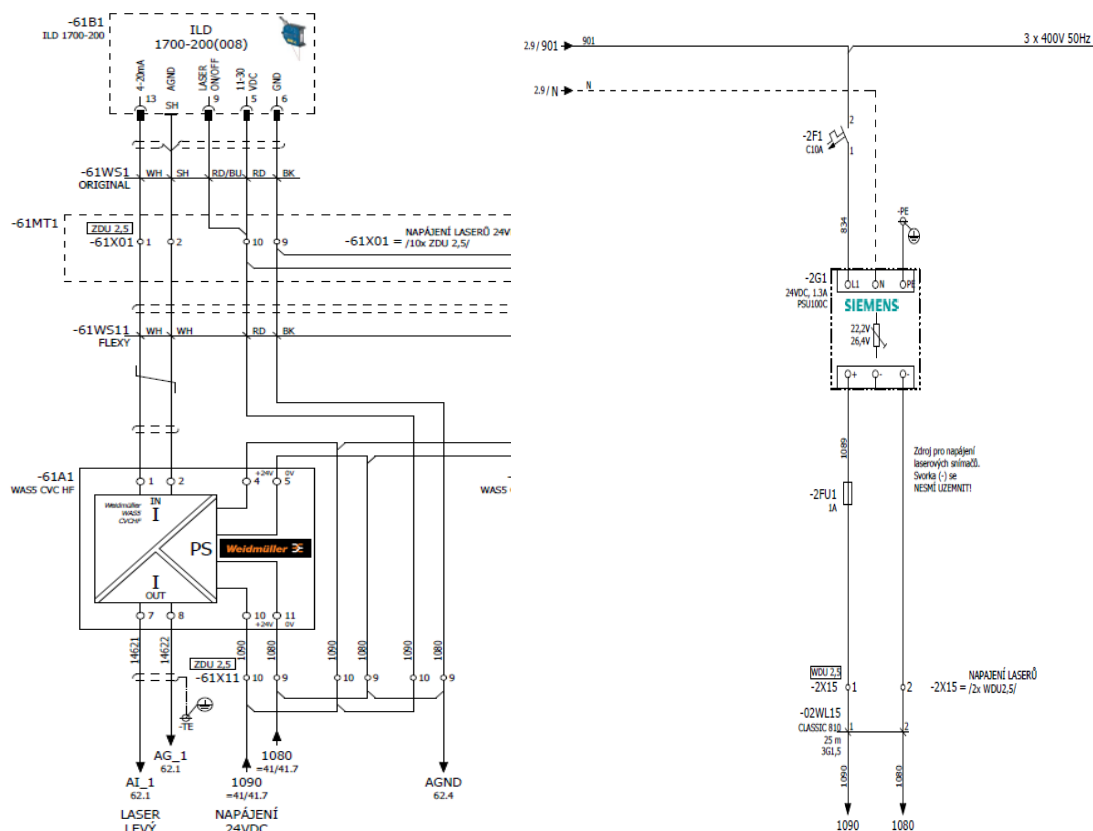 -61B1
ILD 1700-200
ILD
1700-200(008)
4-20mA
AGND
LASER
ON/OFF
11-30
VDC
GND
13
SH
9
5
6
-61WS1
ORIGINAL
WH
SH
RD/BU
RD
BK
-61MT1
ZDU 2,5
-61X01
1
2
10
9
NAPÁJENÍ LASERŮ 24V
-61X01 =
/10x ZDU 2,5/
-61WS11
FLEXY
WH
WH
RD
BK
-61A1
WAS5 CVC HF
1
2
+24V
0V
4
5
WAS5
Weidmüller
WAS5
CVCHF
IN
I
PS
Weidmüller
I
OUT
7
8
10
11
+24V
0V
14621
14622
1090
1080
1090
1080
1090
1080
ZDU 2,5
-61X11
10
9
10
9
10
9
-TE
AG_1
62.1
1080
=41/41.7
AI_1
62.1
1090
=41/41.7
AGND
62.4
LASER
LEVÝ
NAPÁJENÍ
24VDC
2.9/901
901
3 x 400V 50Hz
2.9/N
N
2
-2F1
C10A
1
834
-PE
-2G1
24VDC, 1.3A
PSU100C
L1
N
PE
SIEMENS
22,2V
26,4V
+
-
-
1089
Zdroj pro napájení
laserových snímačů.
Svorka (-) se
NESMÍ UZEMNIT!
-2FU1
1A
WDU 2,5
-2X15
1
2
NAPAJENÍ LASERŮ
-2X15 = /2x WDU2,5/
-02WL15
CLASSIC 810
25 m
3G1,5
1
2
1090
1080
1090
1080